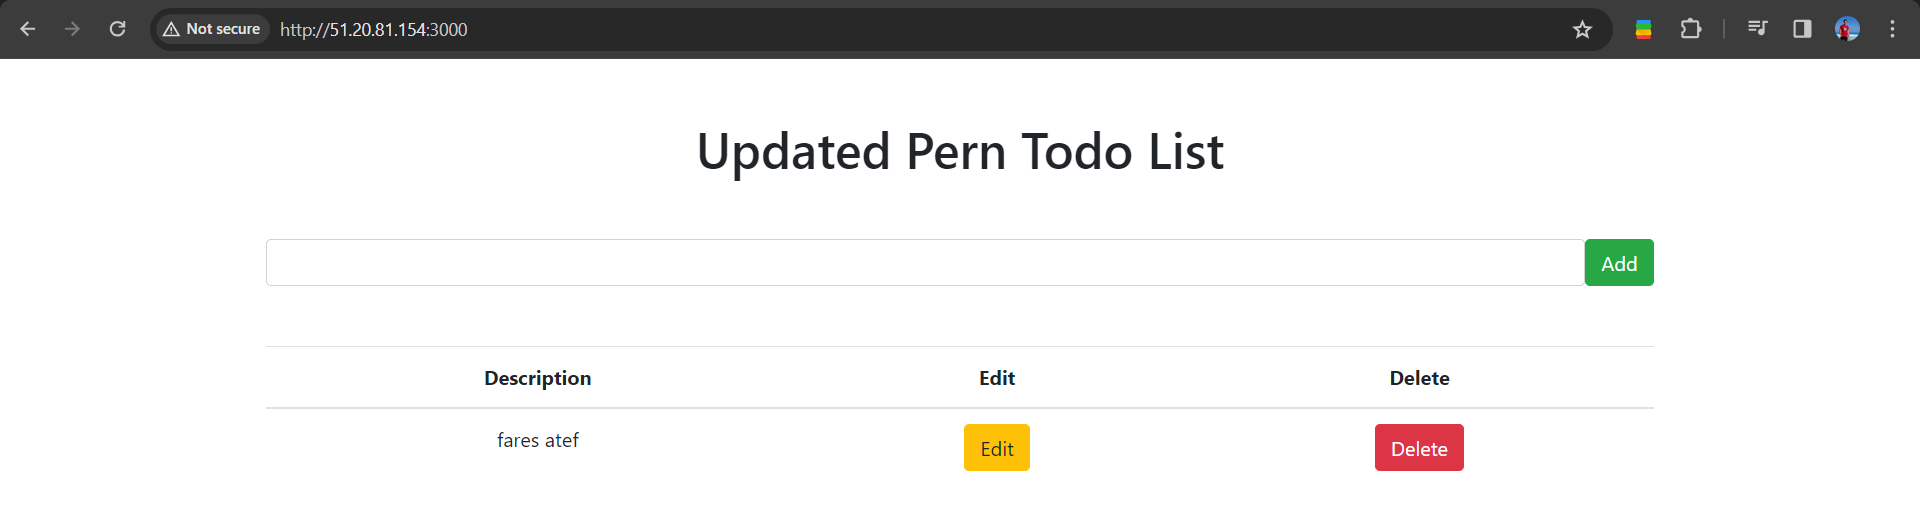 Not secure http://51.20.81.154:3000
Updated Pern Todo List
Add
Description Edit Delete
fares atef Edit Delete